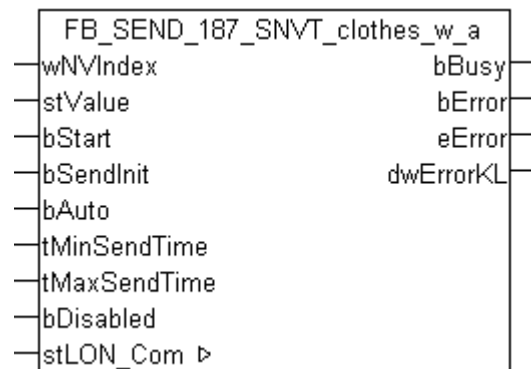 FB_SEND_187_SNVT_clothes_w_a
wNVIndex bBusy
stValue bError
bStart eError
bSendInit dwErrorKL
bAuto
tMinSendTime
tMaxSendTime
bDisabled
stLON_Com ▷